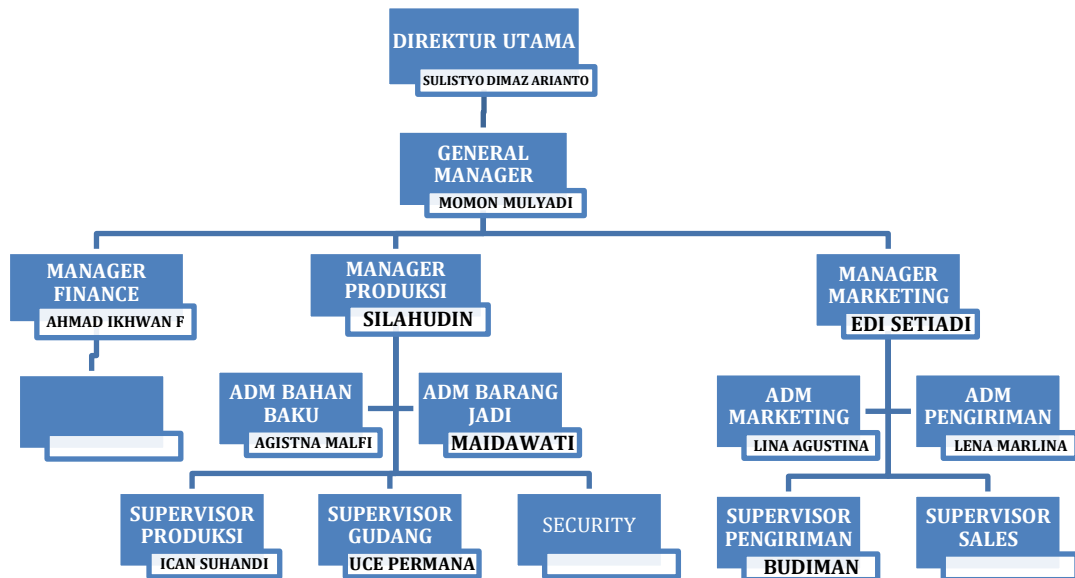 DIREKTUR UTAMA
SULISTYO DIMAZ ARIANTO
GENERAL
MANAGER
MOMON MULYADI
MANAGER
FINANCE
AHMAD IKHWAN F
MANAGER
PRODUKSI
SILAHUDIN
MANAGER
MARKETING
EDI SETIADI
ADM BAHAN
BAKU
AGISTNA MALFI
ADM BARANG
JADI
MAIDAWATI
ADM
MARKETING
LINA AGUSTINA
ADM
PENGIRIMAN
LENA MARLINA
SUPERVISOR
PRODUKSI
ICAN SUHANDI
SUPERVISOR
GUDANG
UCE PERMANA
SECURITY
SUPERVISOR
PENGIRIMAN
BUDIMAN
SUPERVISOR
SALES